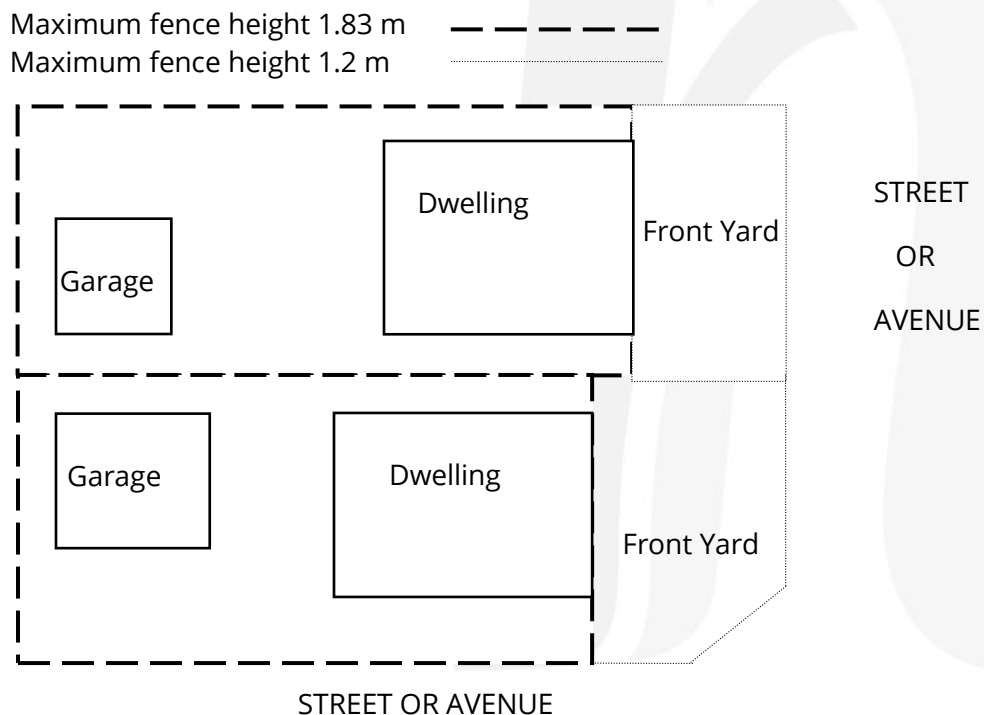 Maximum fence height 1.83 m
Maximum fence height 1.2 m
Dwelling
STREET
Front Yard
OR
Garage
AVENUE
Garage
Dwelling
Front Yard
STREET OR AVENUE